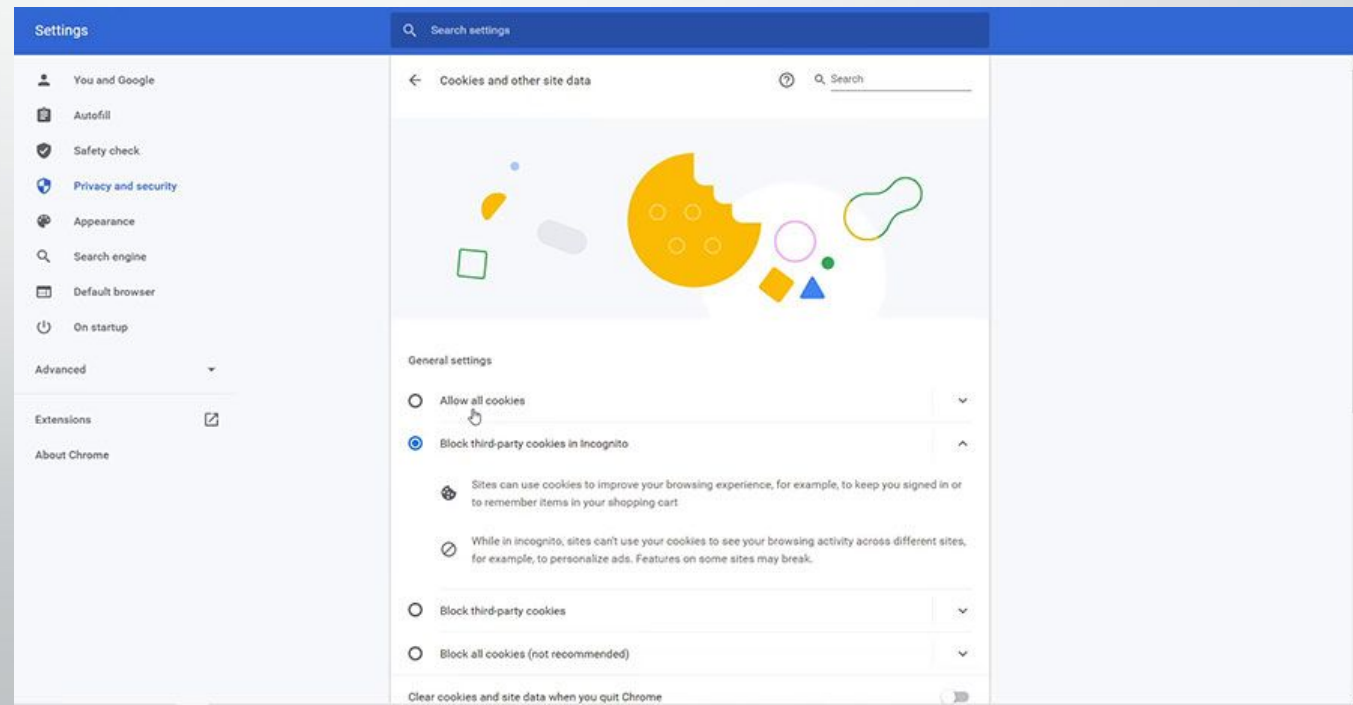 Settings
Search settings
You and Google
Autofill
Safety check
Privacy and security
Appearance
Search engine
Default browser
On startup
Advanced
Extensions
About Chrome
Cookies and other site data
Search
General settings
Allow all cookies
Block third-party cookies in Incognito
Sites can use cookies to improve your browsing experience, for example, to keep you signed in or
to remember items in your shopping cart
While in incognito, sites can't use your cookies to see your browsing activity across different sites,
for example, to personalize ads. Features on some sites may break.
Block third-party cookies
Block all cookies (not recommended)
Clear cookies and site data when you quit Chrome